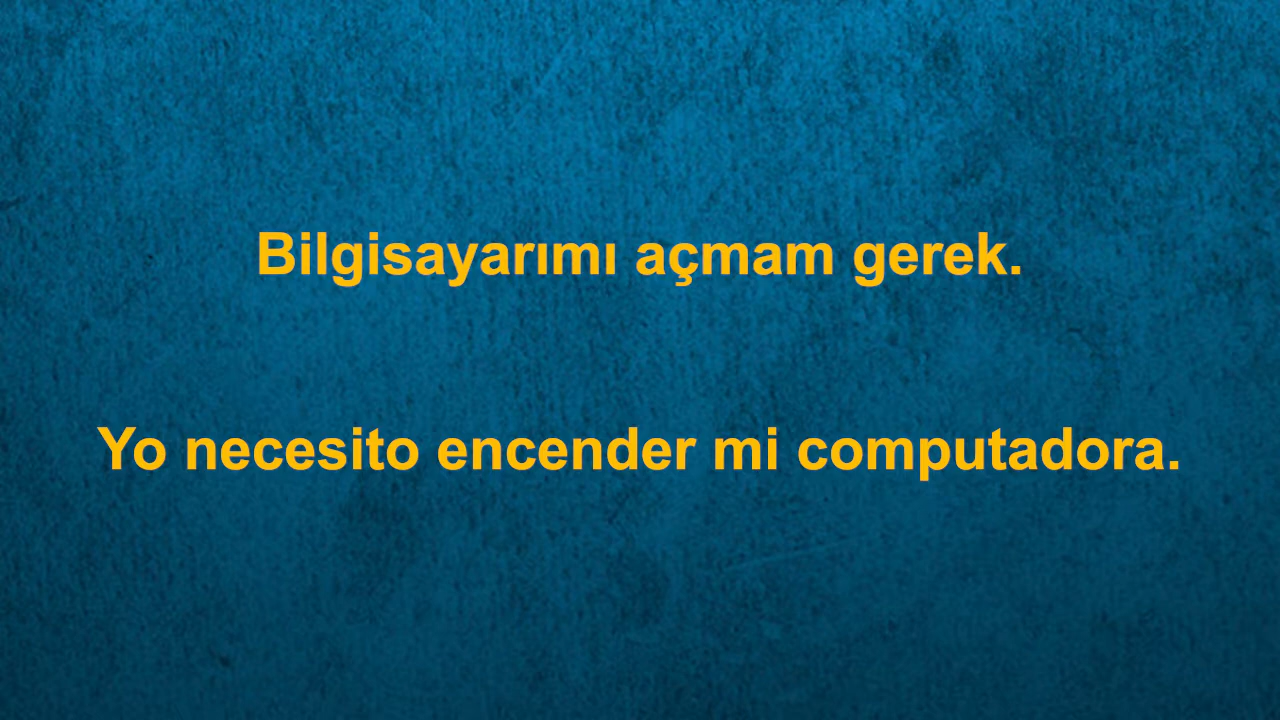 Bilgisayarımı açmam gerek.
Yo necesito encender mi computadora.